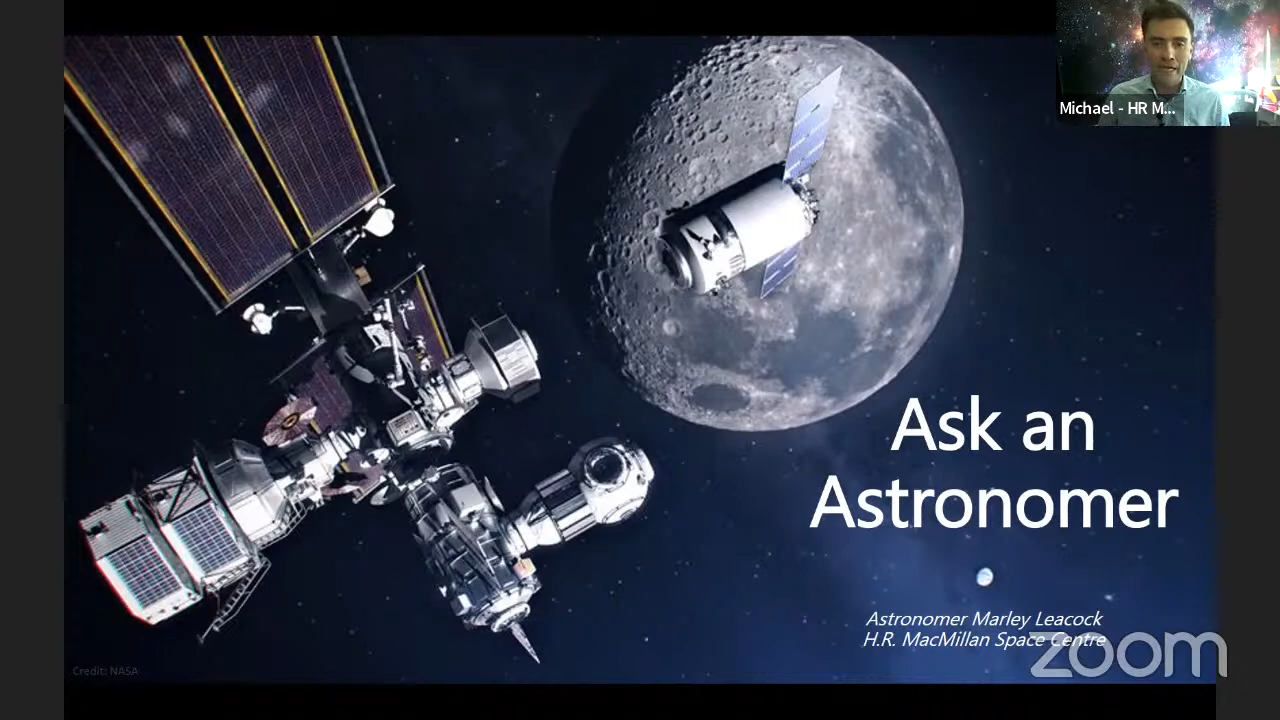 Michael - HR M...
Ask an
Astronomer
Astronomer Marley Leacock
H.R. MacMillan Space Centre
zoom
Credit: NASA